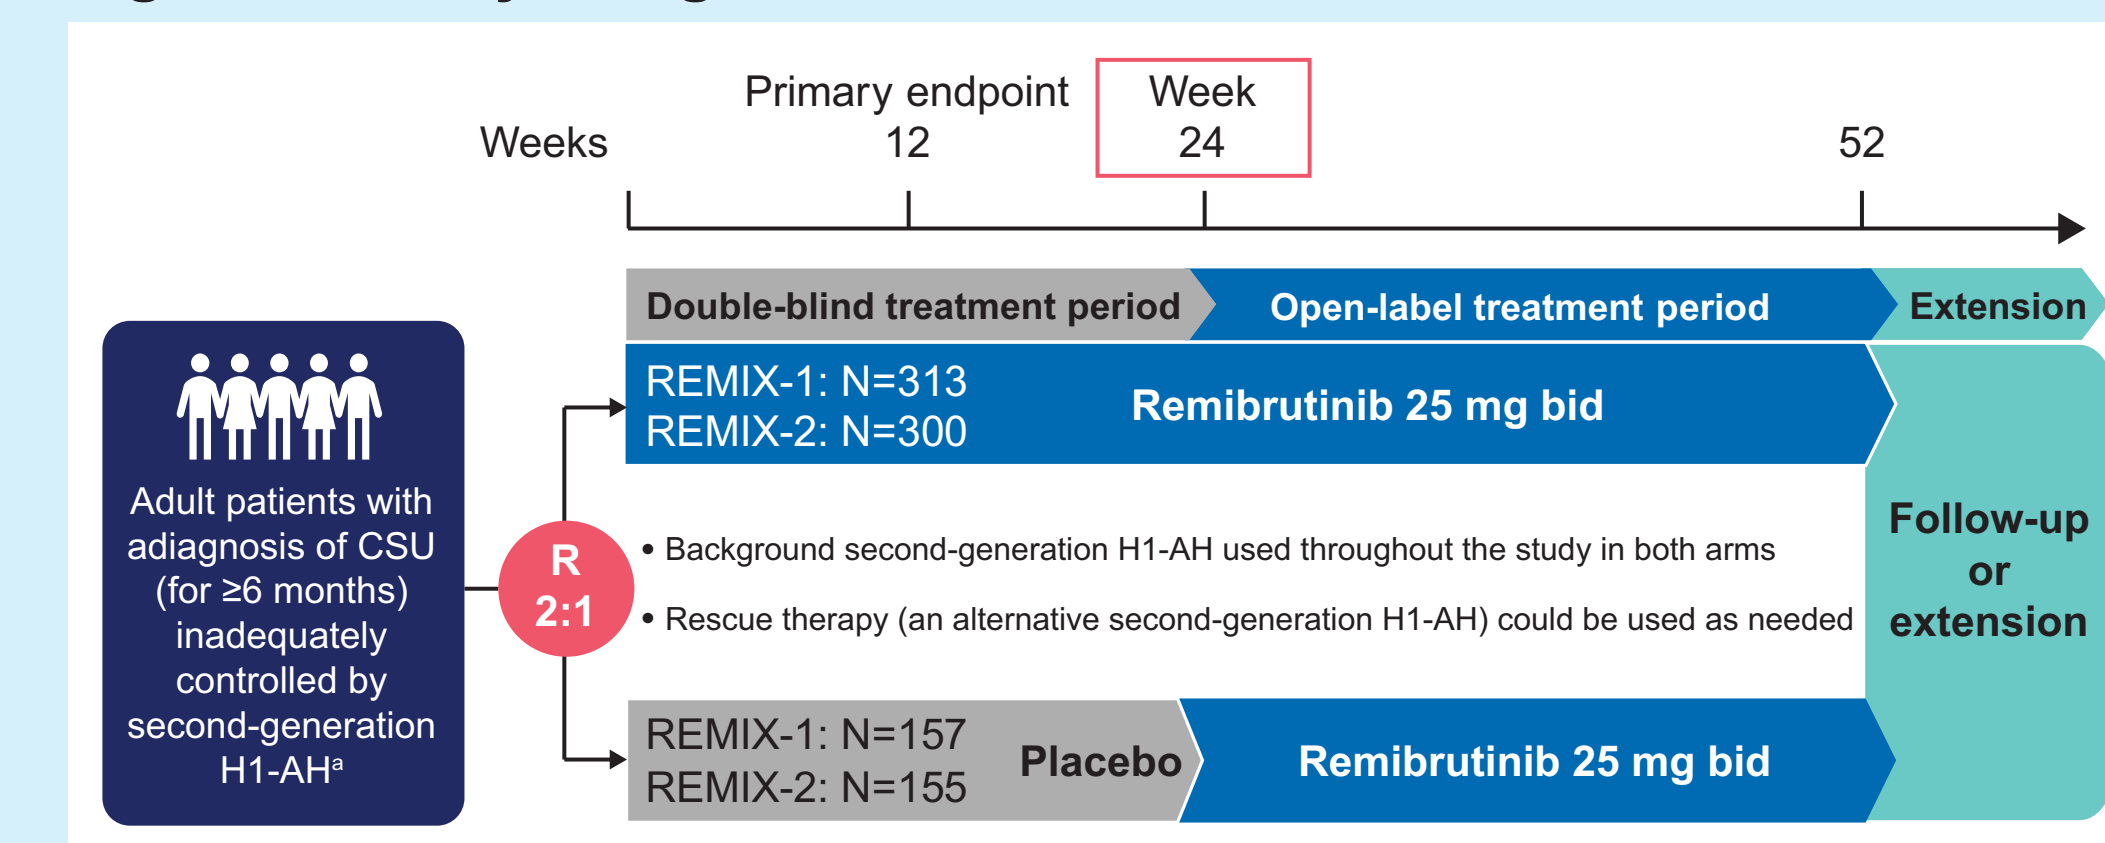 Primary endpoint
Week
Weeks
12
24
52
Double-blind treatment period
Open-label treatment period
Extension
REMIX-1: N=313
REMIX-2: N=300
Remibrutinib 25 mg bid
Adult patients with
adiagnosis of CSU
(for ≥6 months)
inadequately
controlled by
second-generation
H1-AHᵃ
R
2:1
• Background second-generation H1-AH used throughout the study in both arms
• Rescue therapy (an alternative second-generation H1-AH) could be used as needed
Follow-up
or
extension
REMIX-1: N=157
REMIX-2: N=155
Placebo
Remibrutinib 25 mg bid